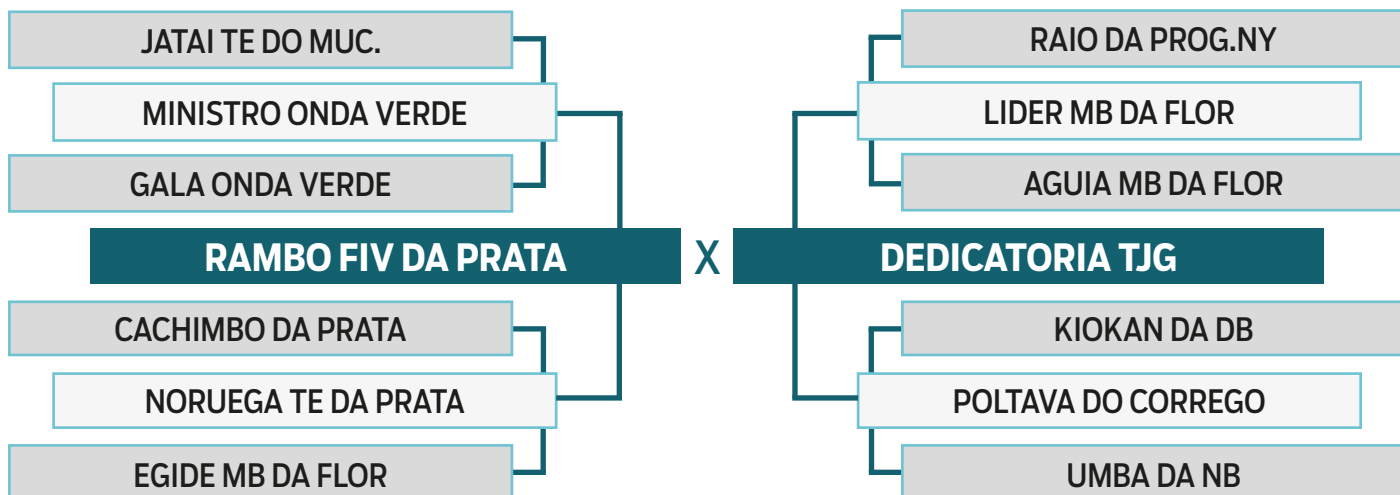 JATAI TE DO MUC.
MINISTRO ONDA VERDE
GALA ONDA VERDE
RAMBO FIV DA PRATA
CACHIMBO DA PRATA
NORUEGA TE DA PRATA
EGIDE MB DA FLOR
X
RAIO DA PROG.NY
LIDER MB DA FLOR
AGUIA MB DA FLOR
DEDICATORIA TJG
KIOKAN DA DB
POLTAVA DO CORREGO
UMBA DA NB